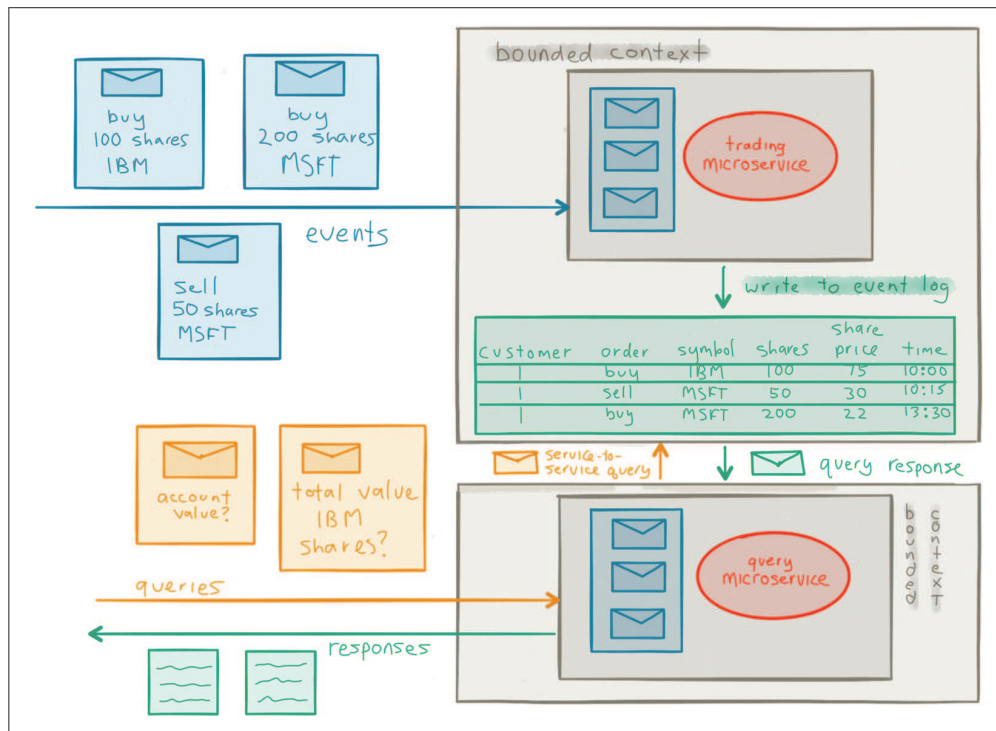 bounded context
buy
100 shares
IBM
buy
200 shares
MSFT
trading
microservice
events
sell
50 shares
MSFT
write to event log
customer order symbol shares share price time
1 buy IBM 100 75 10:00
1 sell MSFT 50 30 10:15
1 buy MSFT 200 22 13:30
service-to-
service query
query response
account
value?
total value
IBM
shares?
bounded context
query
microservice
queries
responses